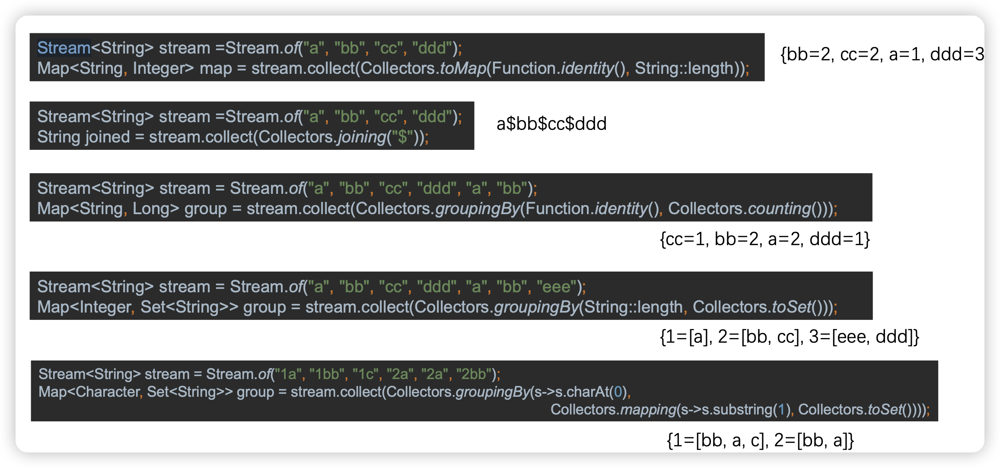 Stream<String> stream =Stream.of("a", "bb", "cc", "ddd");
Map<String, Integer> map = stream.collect(Collectors.toMap(Function.identity(), String::length));
{bb=2, cc=2, a=1, ddd=3
Stream<String> stream =Stream.of("a", "bb", "cc", "ddd");
String joined = stream.collect(Collectors.joining("$"));
a$bb$cc$ddd
Stream<String> stream = Stream.of("a", "bb", "cc", "ddd", "a", "bb");
Map<String, Long> group = stream.collect(Collectors.groupingBy(Function.identity(), Collectors.counting()));
{cc=1, bb=2, a=2, ddd=1}
Stream<String> stream = Stream.of("a", "bb", "cc", "ddd", "a", "bb", "eee");
Map<Integer, Set<String>> group = stream.collect(Collectors.groupingBy(String::length, Collectors.toSet()));
{1=[a], 2=[bb, cc], 3=[eee, ddd]}
Stream<String> stream = Stream.of("1a", "1bb", "1c", "2a", "2a", "2bb");
Map<Character, Set<String>> group = stream.collect(Collectors.groupingBy(s->s.charAt(0),
Collectors.mapping(s->s.substring(1), Collectors.toSet())));
{1=[bb, a, c], 2=[bb, a]}